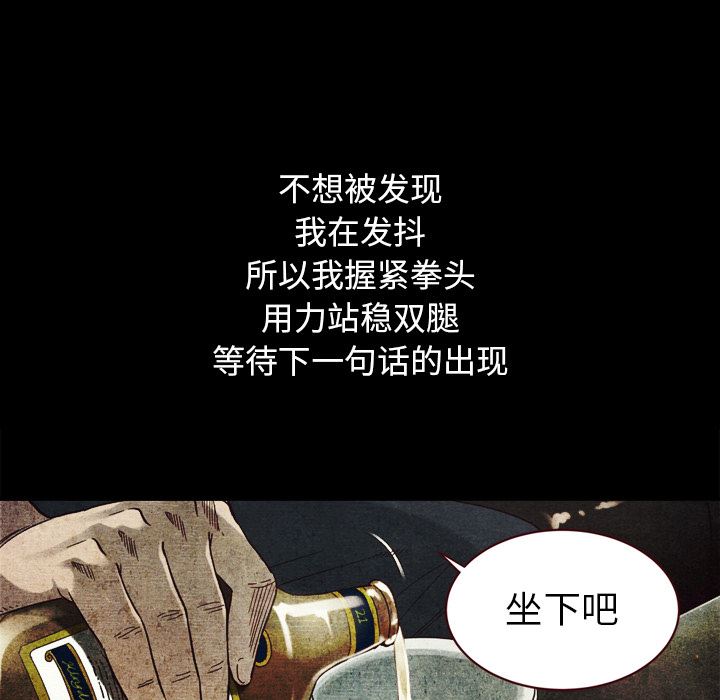 不想被发现
我在发抖
所以我握紧拳头
用力站稳双腿
等待下一句话的出现
坐下吧
21